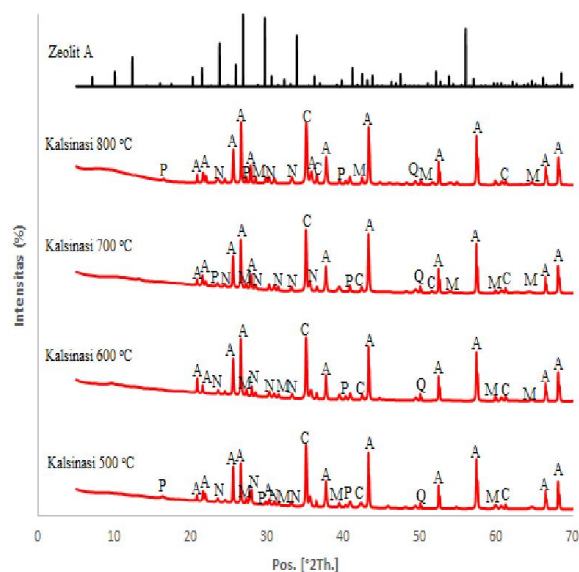 Zeolit A
Kalsinasi 800 °C
P A A N A A P A M N N C A C A P M A Q M A A C M A A
Kalsinasi 700 °C
A A P N A A M A N N N N C N A P C A Q C A M A M C M A A
Kalsinasi 600 °C
A A N A A M N N M N C A P C A Q A A M C M A A
Kalsinasi 500 °C
P A A N A A M N P A N M N C A M P C A Q A A M C A A
Intensitas (%)
0 10 20 30 40 50 60 70
Pos. [°2Th.]